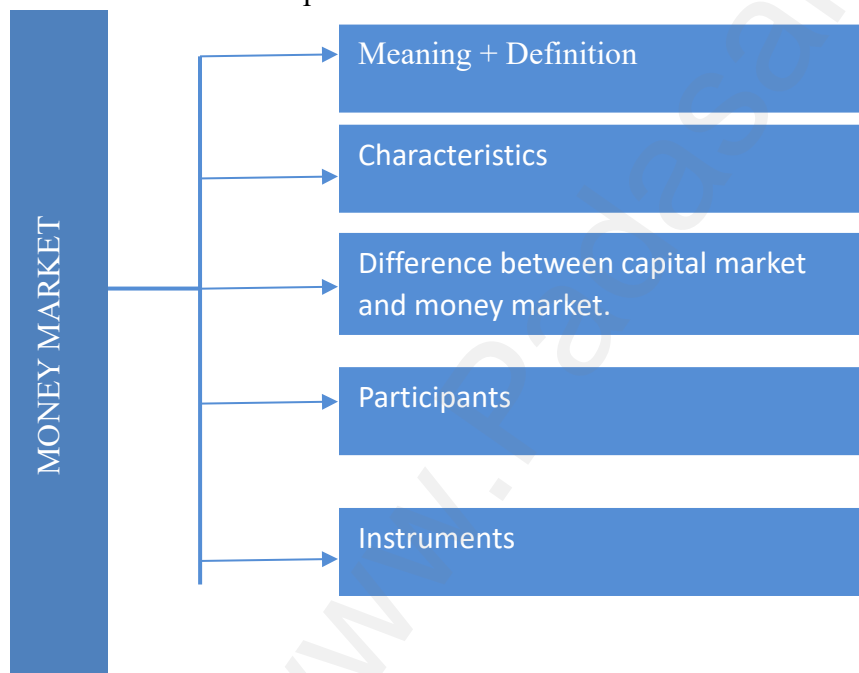 MONEY MARKET
Meaning + Definition
Characteristics
Difference between capital market
and money market.
Participants
Instruments